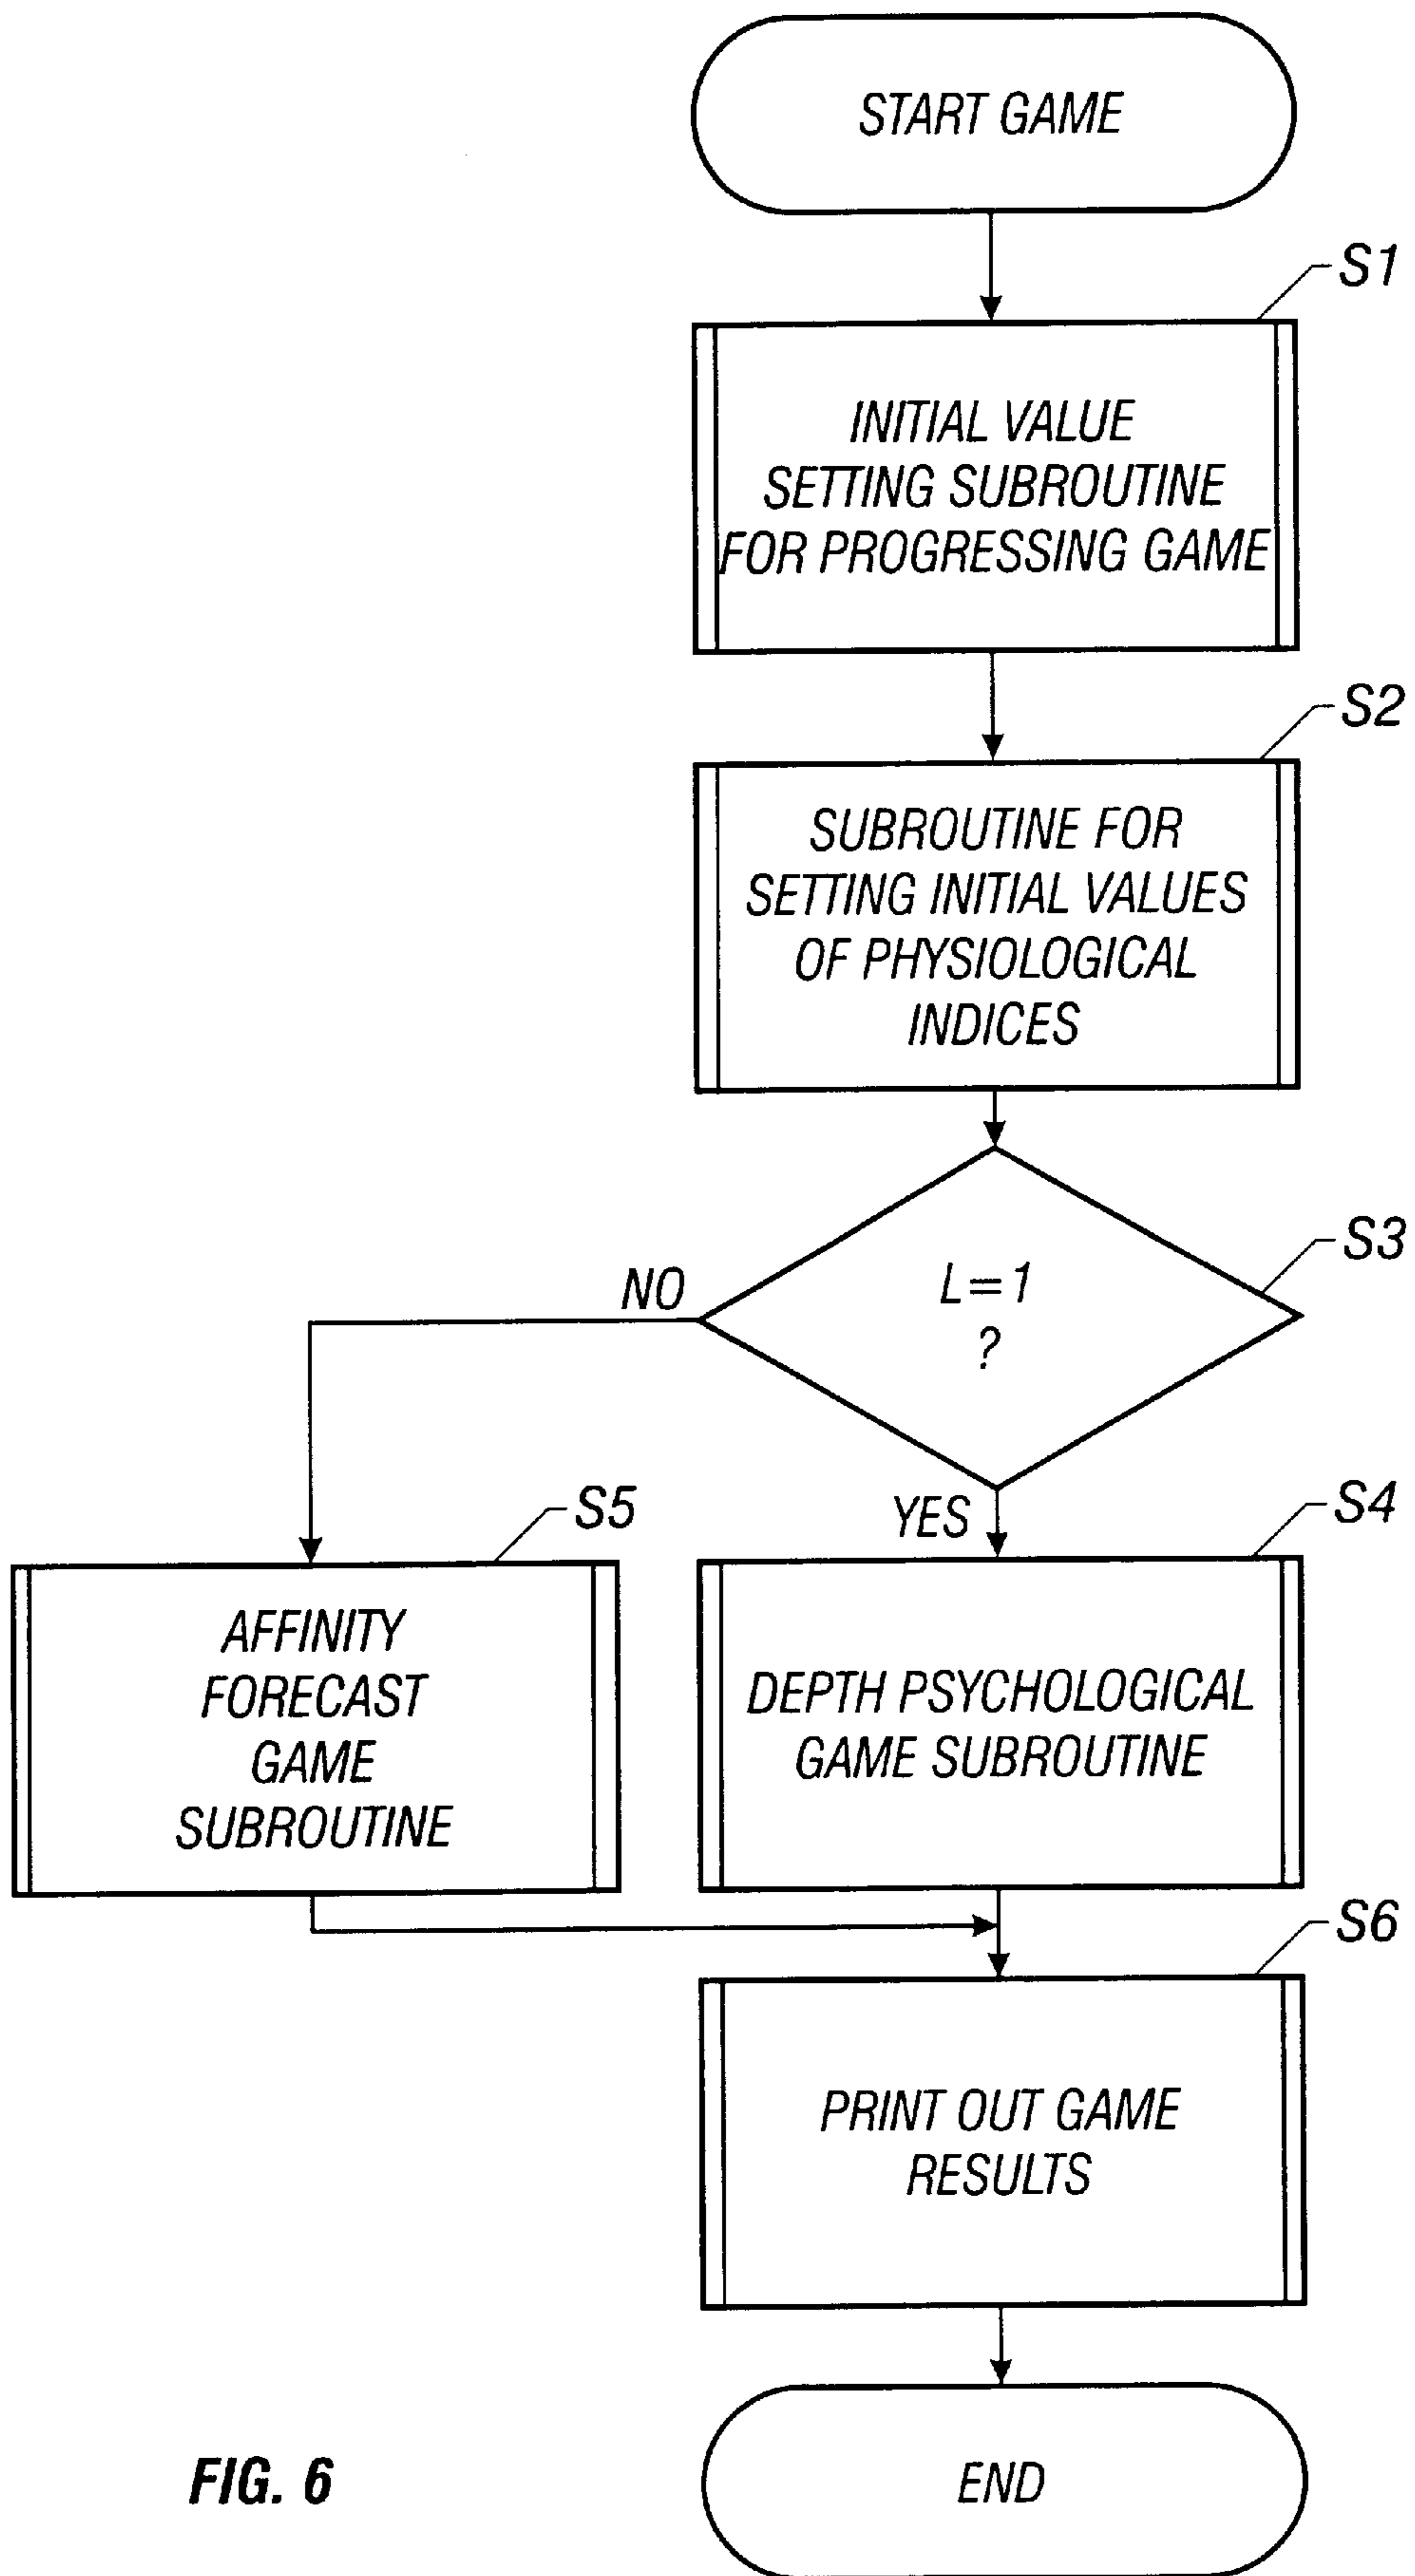 START GAME
S1
INITIAL VALUE
SETTING SUBROUTINE
FOR PROGRESSING GAME
S2
SUBROUTINE FOR
SETTING INITIAL VALUES
OF PHYSIOLOGICAL
INDICES
S3
L=1
?
NO
YES
S5
AFFINITY
FORECAST
GAME
SUBROUTINE
S4
DEPTH PSYCHOLOGICAL
GAME SUBROUTINE
S6
PRINT OUT GAME
RESULTS
END
FIG. 6